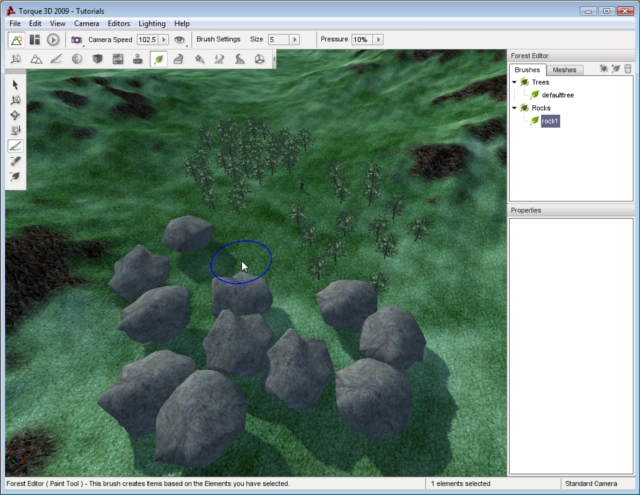 Torque 3D 2009 - Tutorials
File Edit View Camera Editors Lighting Help
Camera Speed 102.5 Brush Settings Size 5 Pressure 10%
Forest Editor
Brushes Meshes
Trees
defaulttree
Rocks
rock1
Properties
Forest Editor ( Paint Tool ) - This brush creates Items based on the Elements you have selected.
1 elements selected
Standard Camera